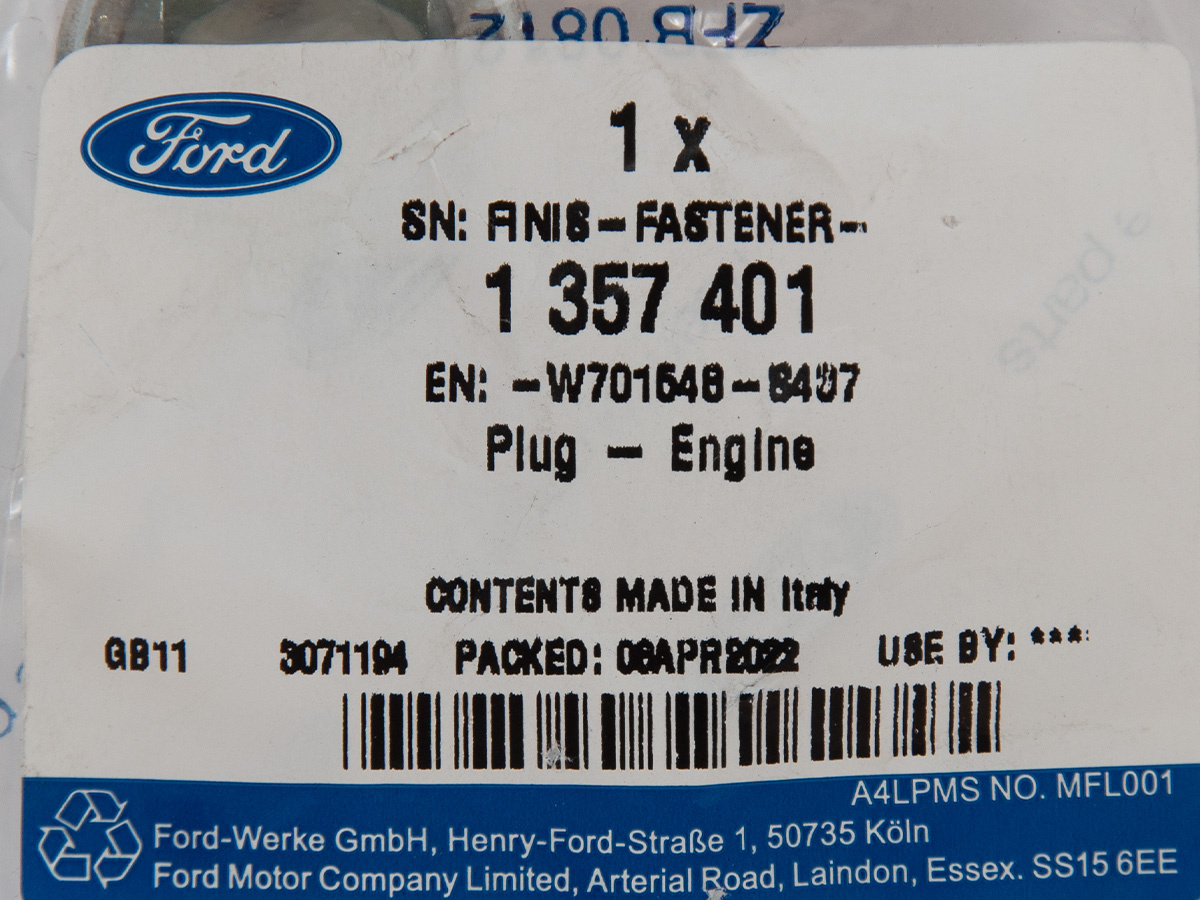 Ford
1 x
SN: FINIS-FASTENER-
1 357 401
EN: -W701648-S437
Plug - Engine
CONTENTS MADE IN Italy
GB11 3071194 PACKED: 06APR2022 USE BY: ***
A4LPMS NO. MFL001
Ford-Werke GmbH, Henry-Ford-Straße 1, 50735 Köln
Ford Motor Company Limited, Arterial Road, Laindon, Essex. SS15 6EE